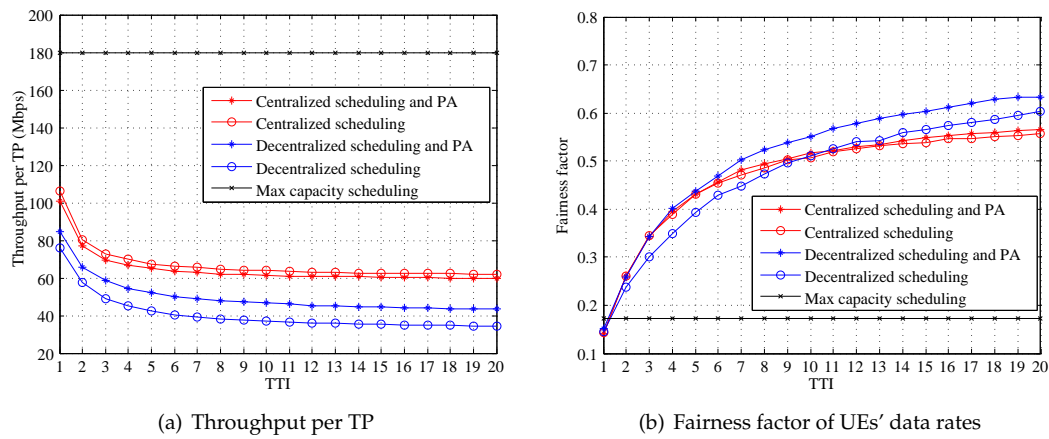 200
180
160
140
120
100
80
60
40
20
Throughput per TP (Mbps)
Centralized scheduling and PA
Centralized scheduling
Decentralized scheduling and PA
Decentralized scheduling
Max capacity scheduling
1 2 3 4 5 6 7 8 9 10 11 12 13 14 15 16 17 18 19 20
TTI
(a) Throughput per TP
0.8
0.7
0.6
0.5
0.4
0.3
0.2
0.1
Fairness factor
Centralized scheduling and PA
Centralized scheduling
Decentralized scheduling and PA
Decentralized scheduling
Max capacity scheduling
1 2 3 4 5 6 7 8 9 10 11 12 13 14 15 16 17 18 19 20
TTI
(b) Fairness factor of UEs' data rates